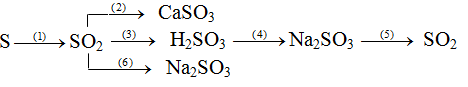 (2) CaSO₃
S (1) SO₂ (3) H₂SO₃ (4) Na₂SO₃ (5) SO₂
(6) Na₂SO₃